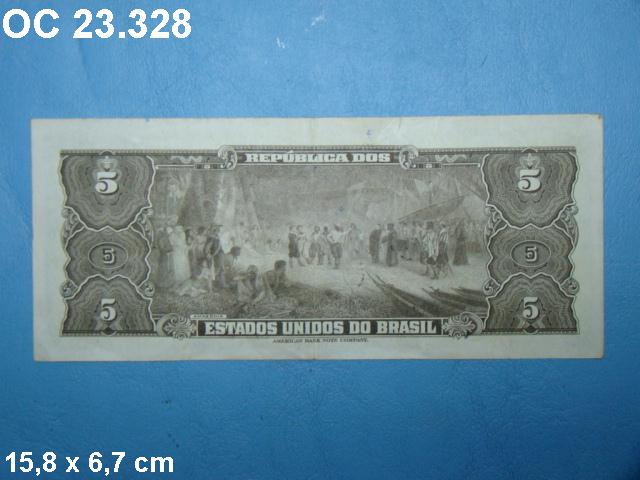 OC 23.328
REPÚBLICA DOS
5 5
5 5
5 5
AMAZONIA
ESTADOS UNIDOS DO BRASIL
AMERICAN BANK NOTE COMPANY.
15,8 x 6,7 cm